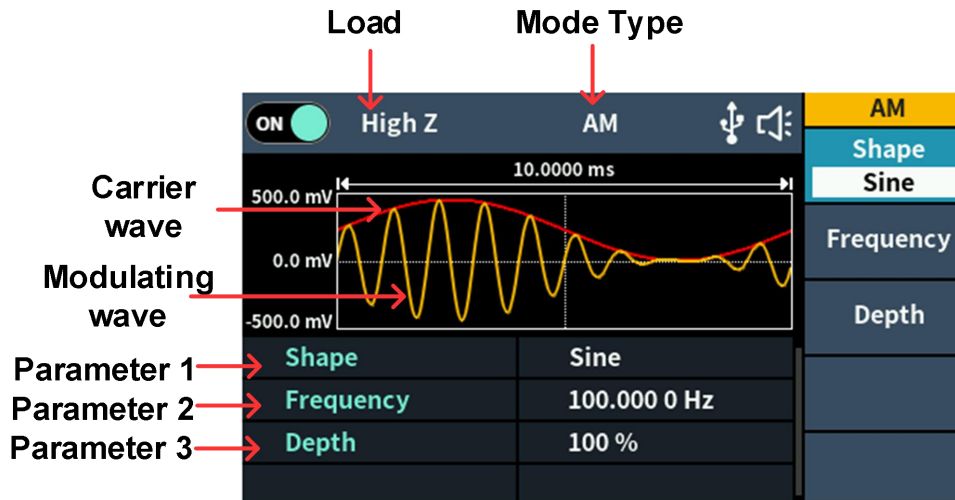 Load
Mode Type
ON
High Z
AM
AM
Shape
Sine
Frequency
Depth
10.0000 ms
500.0 mV
0.0 mV
-500.0 mV
Carrier
wave
Modulating
wave
Parameter 1
Shape
Sine
Parameter 2
Frequency
100.000 0 Hz
Parameter 3
Depth
100 %